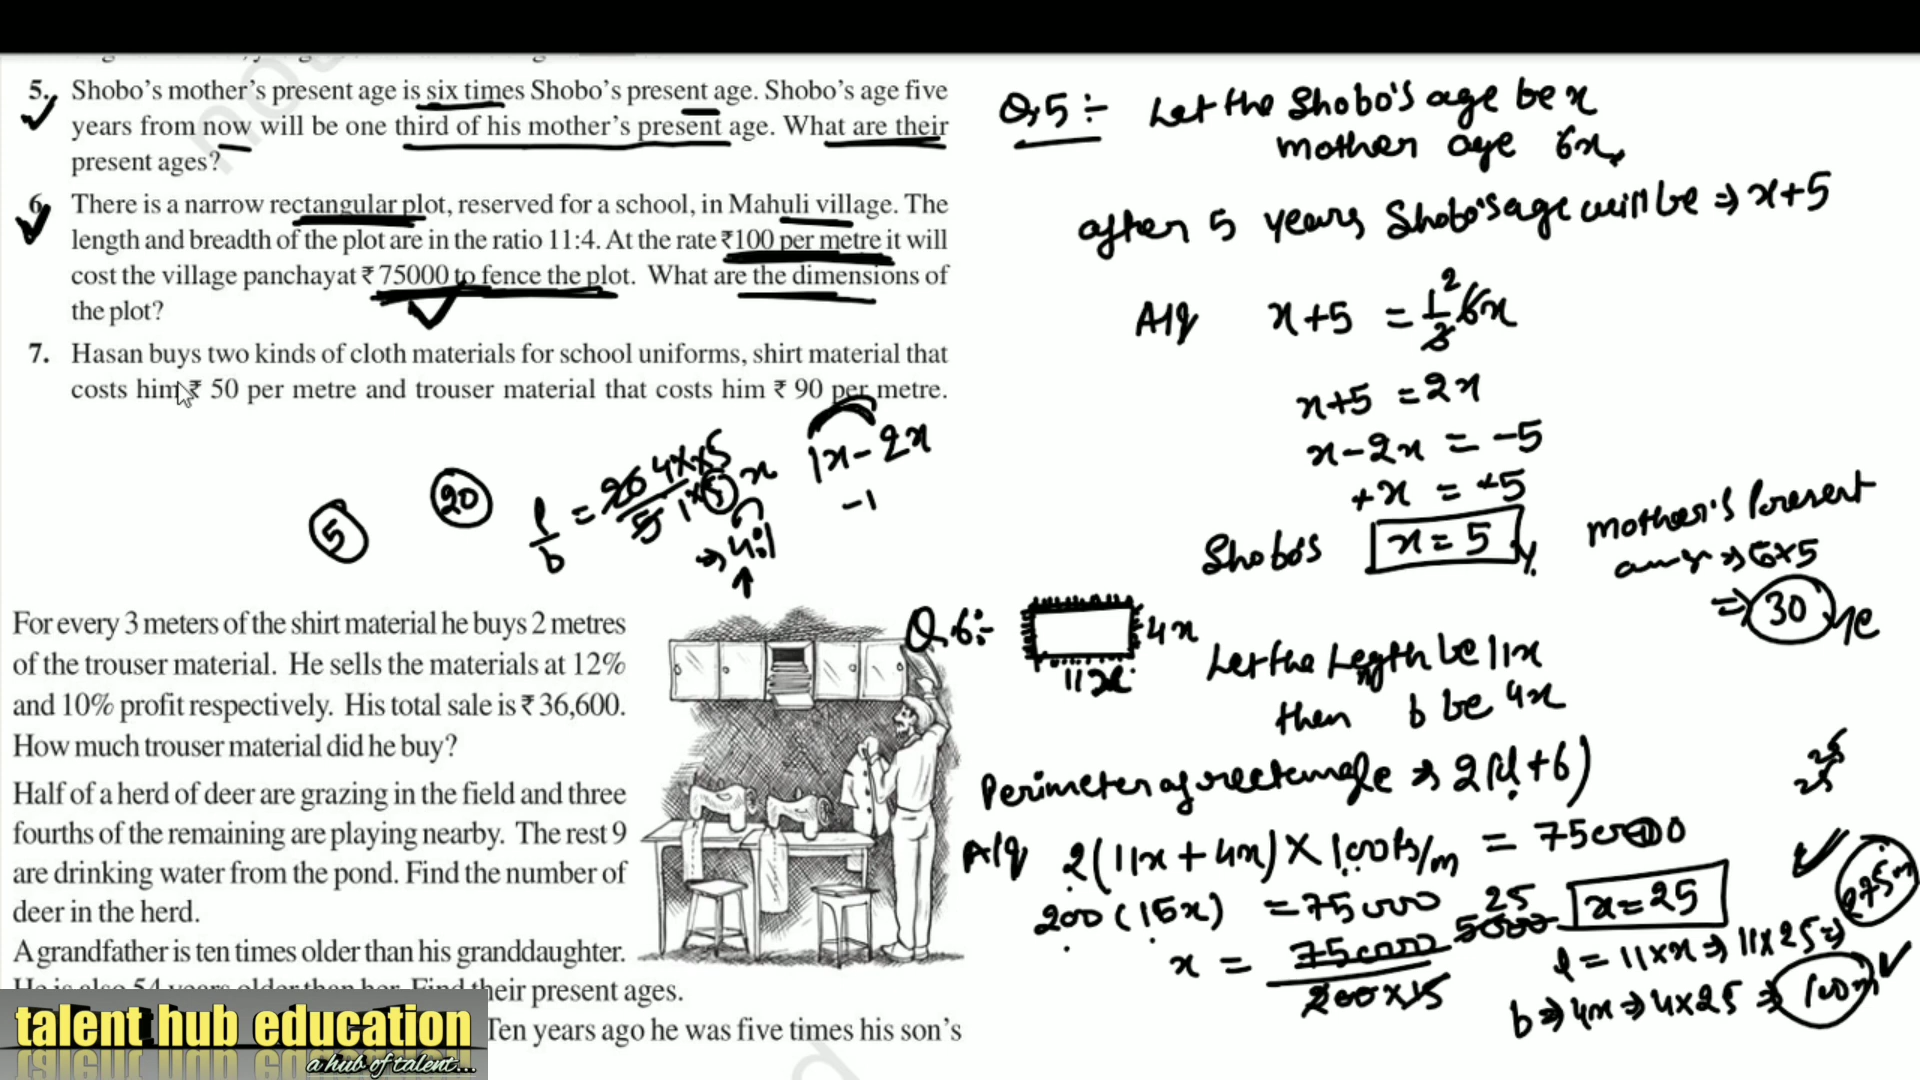 5. Shobo's mother's present age is six times Shobo's present age. Shobo's age five
years from now will be one third of his mother's present age. What are their
present ages?
6. There is a narrow rectangular plot, reserved for a school, in Mahuli village. The
length and breadth of the plot are in the ratio 11:4. At the rate ₹100 per metre it will
cost the village panchayat ₹ 75000 to fence the plot. What are the dimensions of
the plot?
7. Hasan buys two kinds of cloth materials for school uniforms, shirt material that
costs him ₹ 50 per metre and trouser material that costs him ₹ 90 per metre.
1x-2x
-1
5
20
l/b =
4:1
For every 3 meters of the shirt material he buys 2 metres
of the trouser material. He sells the materials at 12%
and 10% profit respectively. His total sale is ₹ 36,600.
How much trouser material did he buy?
Half of a herd of deer are grazing in the field and three
fourths of the remaining are playing nearby. The rest 9
are drinking water from the pond. Find the number of
deer in the herd.
A grandfather is ten times older than his granddaughter.
their present ages.
Ten years ago he was five times his son's
talent hub education
a hub of talent...
Q.5:- Let the Shobo's age be x
mother age 6x
after 5 years Shobo's age will be ⇒ x+5
A/q x+5 = 1/3 6x
2
x+5 = 2x
x-2x = -5
+x = +5
Shobo's x = 5
mother's Present
⇒ 6x5
⇒ 30
Q.6:-
4x
11x
Let the Length be 11x
then b be 4x
Perimeter of rectangle ⇒ 2(l+b)
A/q 2(11x + 4x) X 100 Rs/m = 75000
200 (15x) = 75000
x = 75000 / 200 x 15
5000 25
x = 25
l = 11xx ⇒ 11x25 ⇒ 275m
b ⇒ 4x ⇒ 4x25 ⇒ 100m